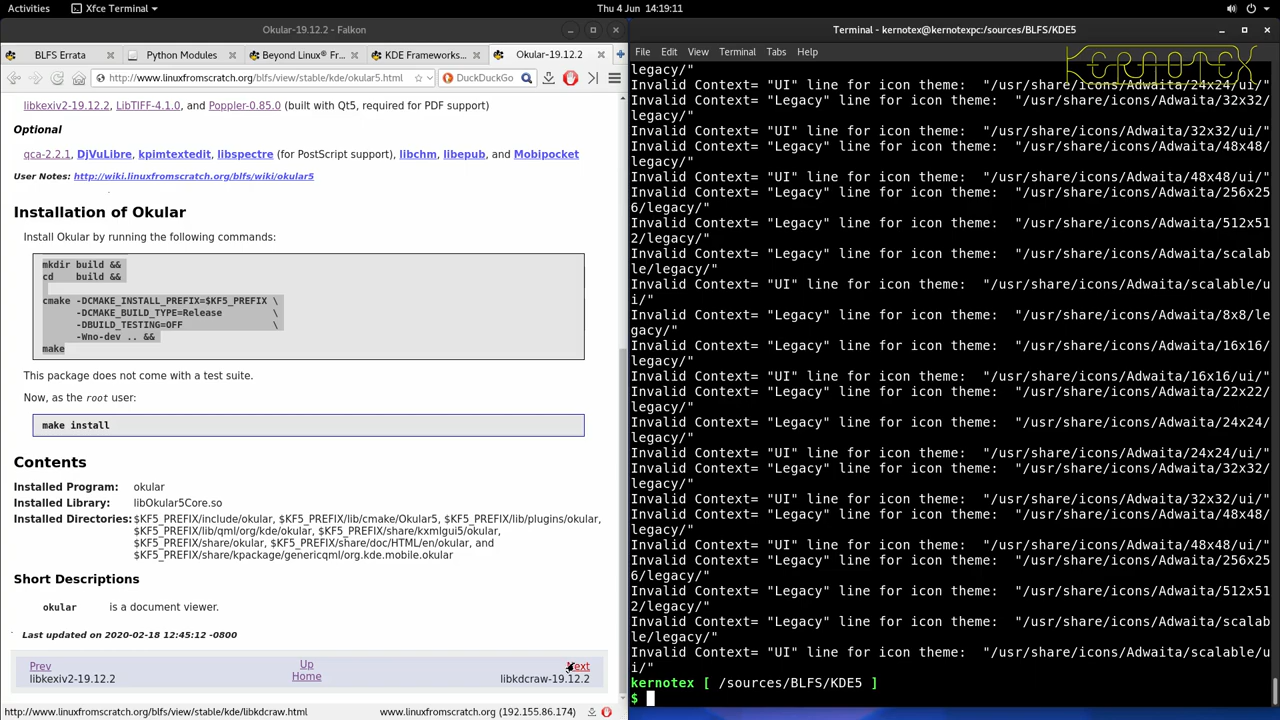 Activities
Xfce Terminal
Thu 4 Jun 14:19:11
Okular-19.12.2 - Falkon
BLFS Errata
Python Modules
Beyond Linux® Fr...
KDE Frameworks...
Okular-19.12.2
http://www.linuxfromscratch.org/blfs/view/stable/kde/okular5.html
DuckDuckGo
libkexiv2-19.12.2, LibTIFF-4.1.0, and Poppler-0.85.0 (built with Qt5, required for PDF support)
Optional
qca-2.2.1, DjVuLibre, kpimtextedit, libspectre (for PostScript support), libchm, libepub, and Mobipocket
User Notes: http://wiki.linuxfromscratch.org/blfs/wiki/okular5
Installation of Okular
Install Okular by running the following commands:
mkdir build &&
cd    build &&
cmake -DCMAKE_INSTALL_PREFIX=$KF5_PREFIX \
-DCMAKE_BUILD_TYPE=Release         \
-DBUILD_TESTING=OFF                \
-Wno-dev .. &&
make
This package does not come with a test suite.
Now, as the root user:
make install
Contents
Installed Program: okular
Installed Library: libOkular5Core.so
Installed Directories: $KF5_PREFIX/include/okular, $KF5_PREFIX/lib/cmake/Okular5, $KF5_PREFIX/lib/plugins/okular,
$KF5_PREFIX/lib/qml/org/kde/okular, $KF5_PREFIX/share/kxmlgui5/okular,
$KF5_PREFIX/share/okular, $KF5_PREFIX/share/doc/HTML/en/okular, and
$KF5_PREFIX/share/kpackage/genericqml/org.kde.mobile.okular
Short Descriptions
okular is a document viewer.
Last updated on 2020-02-18 12:45:12 -0800
Prev
Up
Next
libkexiv2-19.12.2
Home
libkdcraw-19.12.2
http://www.linuxfromscratch.org/blfs/view/stable/kde/libkdcraw.html
www.linuxfromscratch.org (192.155.86.174)
Terminal - kernotex@kernotexpc:/sources/BLFS/KDE5
File Edit View Terminal Tabs Help
KERNOTEX
legacy/"
Invalid Context= "UI" line for icon theme:  "/usr/share/icons/Adwaita/24x24/ui/"
Invalid Context= "Legacy" line for icon theme:  "/usr/share/icons/Adwaita/32x32/
legacy/"
Invalid Context= "UI" line for icon theme:  "/usr/share/icons/Adwaita/32x32/ui/"
Invalid Context= "Legacy" line for icon theme:  "/usr/share/icons/Adwaita/48x48/
legacy/"
Invalid Context= "UI" line for icon theme:  "/usr/share/icons/Adwaita/48x48/ui/"
Invalid Context= "Legacy" line for icon theme:  "/usr/share/icons/Adwaita/256x25
6/legacy/"
Invalid Context= "Legacy" line for icon theme:  "/usr/share/icons/Adwaita/512x51
2/legacy/"
Invalid Context= "Legacy" line for icon theme:  "/usr/share/icons/Adwaita/scalab
le/legacy/"
Invalid Context= "UI" line for icon theme:  "/usr/share/icons/Adwaita/scalable/u
i/"
Invalid Context= "Legacy" line for icon theme:  "/usr/share/icons/Adwaita/8x8/le
gacy/"
Invalid Context= "Legacy" line for icon theme:  "/usr/share/icons/Adwaita/16x16/
legacy/"
Invalid Context= "UI" line for icon theme:  "/usr/share/icons/Adwaita/16x16/ui/"
Invalid Context= "Legacy" line for icon theme:  "/usr/share/icons/Adwaita/22x22/
legacy/"
Invalid Context= "Legacy" line for icon theme:  "/usr/share/icons/Adwaita/24x24/
legacy/"
Invalid Context= "UI" line for icon theme:  "/usr/share/icons/Adwaita/24x24/ui/"
Invalid Context= "Legacy" line for icon theme:  "/usr/share/icons/Adwaita/32x32/
legacy/"
Invalid Context= "UI" line for icon theme:  "/usr/share/icons/Adwaita/32x32/ui/"
Invalid Context= "Legacy" line for icon theme:  "/usr/share/icons/Adwaita/48x48/
legacy/"
Invalid Context= "UI" line for icon theme:  "/usr/share/icons/Adwaita/48x48/ui/"
Invalid Context= "Legacy" line for icon theme:  "/usr/share/icons/Adwaita/256x25
6/legacy/"
Invalid Context= "Legacy" line for icon theme:  "/usr/share/icons/Adwaita/512x51
2/legacy/"
Invalid Context= "Legacy" line for icon theme:  "/usr/share/icons/Adwaita/scalab
le/legacy/"
Invalid Context= "UI" line for icon theme:  "/usr/share/icons/Adwaita/scalable/u
i/"
kernotex [ /sources/BLFS/KDE5 ]
$